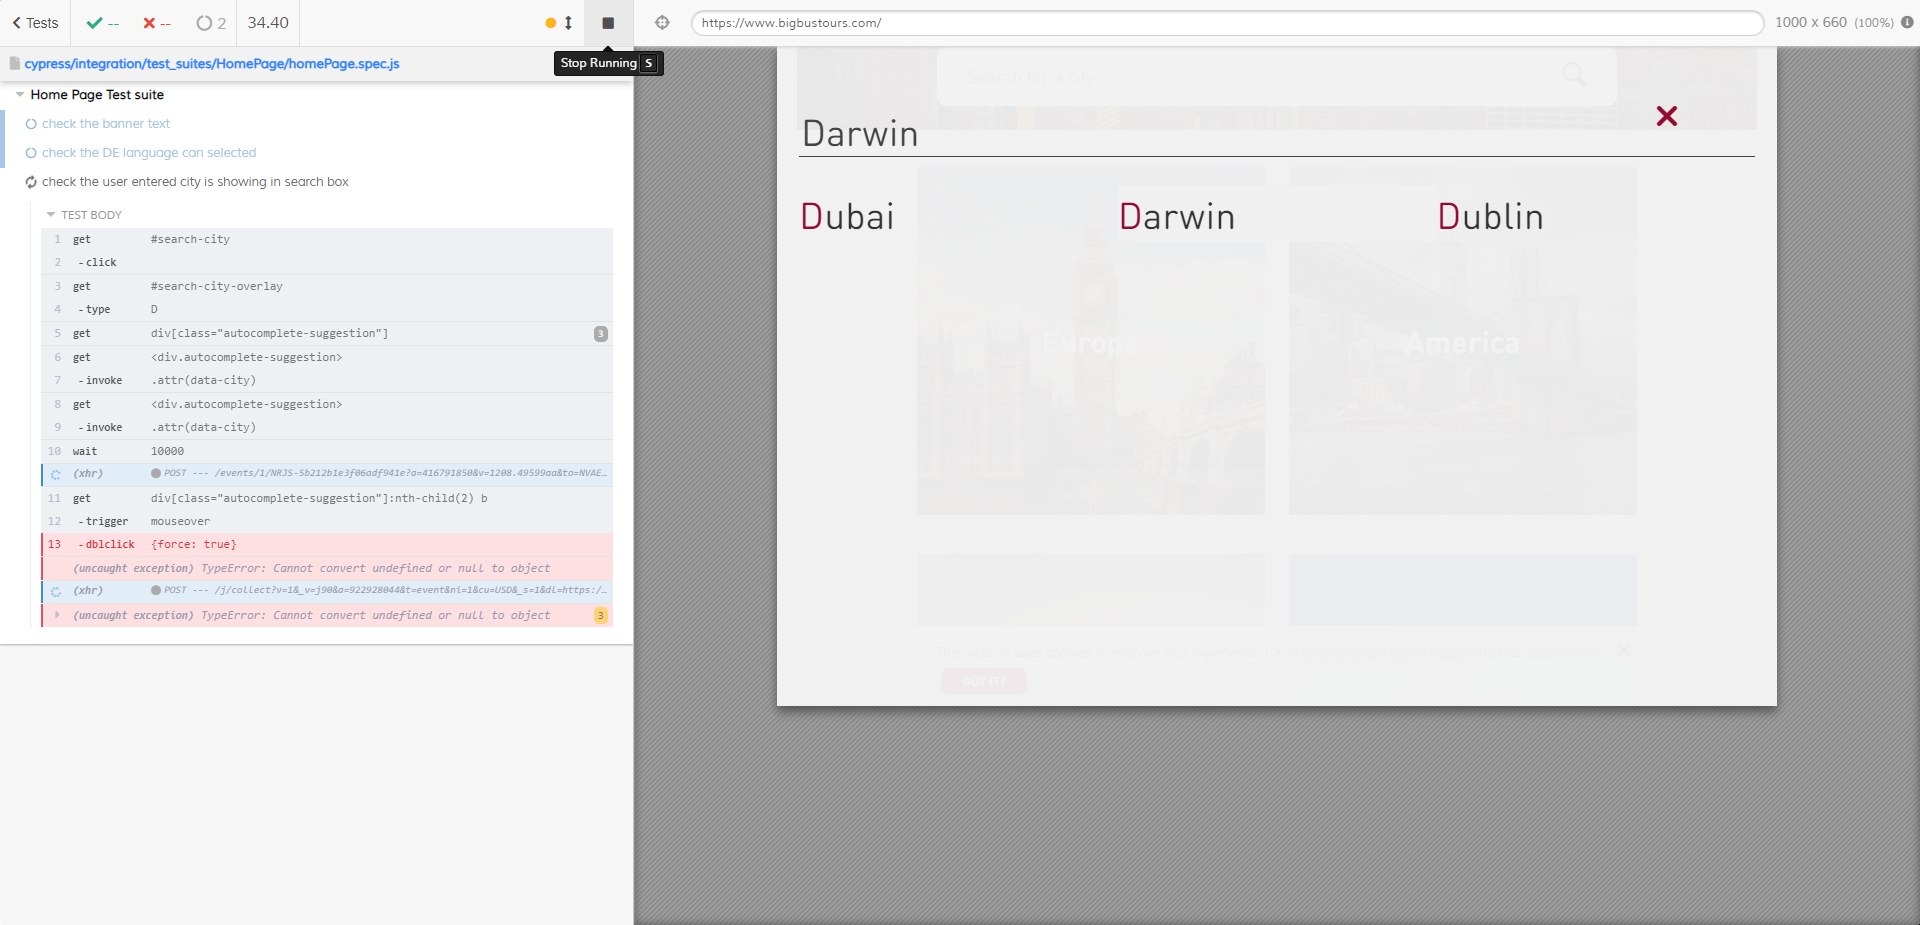 Tests
--
--
2
34.40
https://www.bigbustours.com/
1000 x 660 (100%)
cypress/integration/test_suites/HomePage/homePage.spec.js
Stop Running S
Home Page Test suite
check the banner text
check the DE language can selected
check the user entered city is showing in search box
TEST BODY
1 get #search-city
2 -click
3 get #search-city-overlay
4 -type D
5 get div[class="autocomplete-suggestion"] 3
6 get <div.autocomplete-suggestion>
7 -invoke .attr(data-city)
8 get <div.autocomplete-suggestion>
9 -invoke .attr(data-city)
10 wait 10000
(xhr) POST --- /events/1/NRJS-5b212b1e3f06adf941e?a=416791850&v=1208.49599aa&to=NVAE…
11 get div[class="autocomplete-suggestion"]:nth-child(2) b
12 -trigger mouseover
13 -dblclick {force: true}
(uncaught exception) TypeError: Cannot convert undefined or null to object
(xhr) POST --- /j/collect?v=1&_v=j90&a=922928044&t=event&ni=1&cu=USD&_s=1&dl=https:/…
(uncaught exception) TypeError: Cannot convert undefined or null to object 3
Search for a city
Darwin
Dubai Darwin Dublin
Europe America
This website uses cookies to improve your experience.
GOT IT!